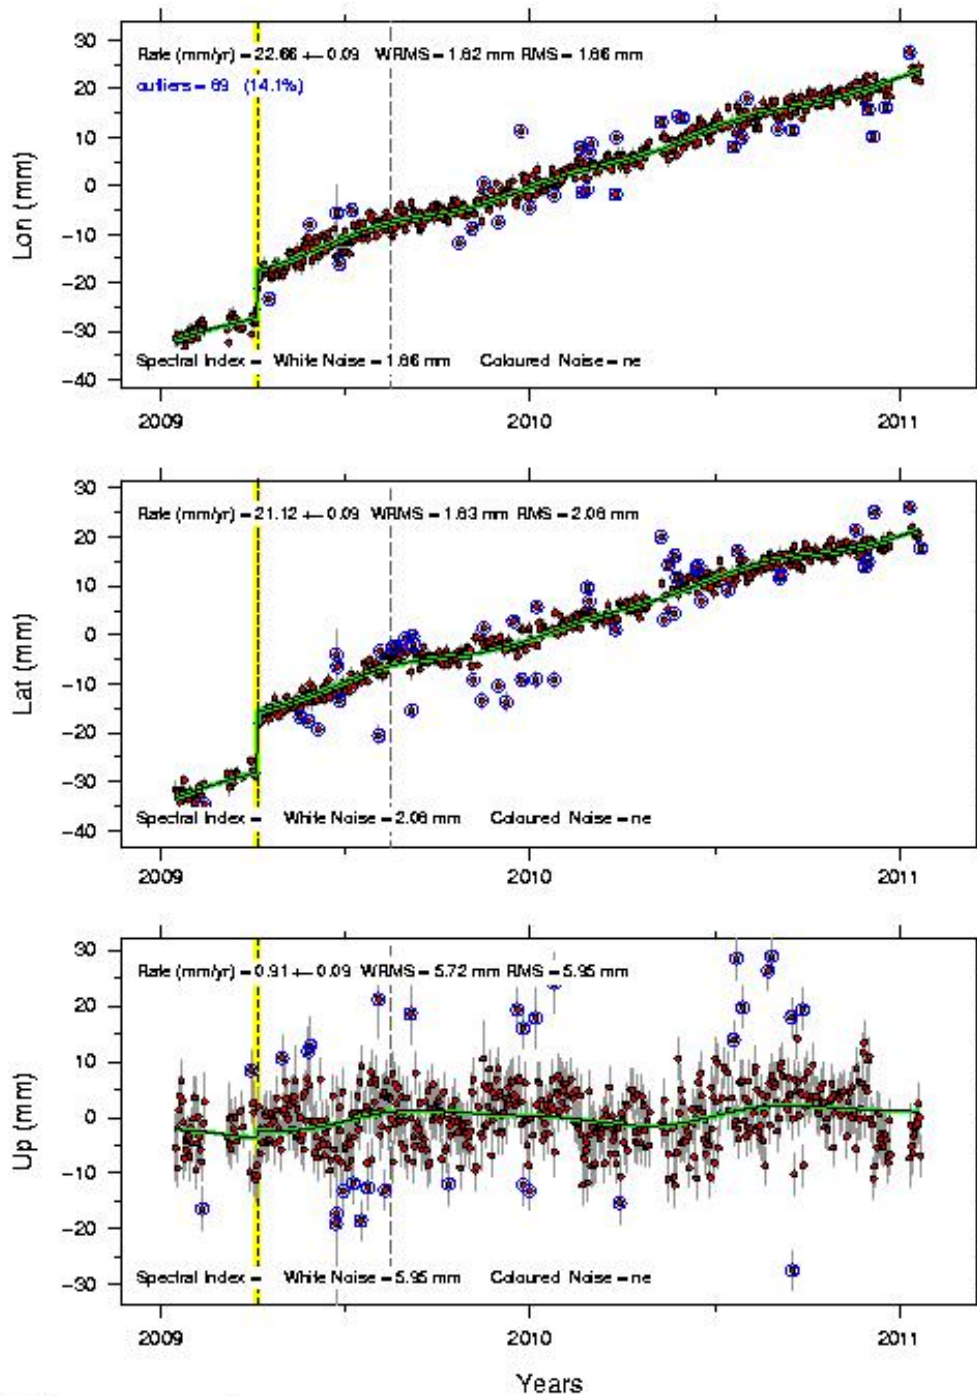 Rate (mm/yr) = 22.66 +- 0.09 WRMS = 1.62 mm RMS = 1.66 mm
outliers = 69 (14.1%)
30
20
10
0
-10
-20
-30
-40
Lon (mm)
Spectral Index = White Noise = 1.66 mm Coloured Noise = ne
2009 2010 2011
Rate (mm/yr) = 21.12 +- 0.09 WRMS = 1.63 mm RMS = 2.06 mm
30
20
10
0
-10
-20
-30
-40
Lat (mm)
Spectral Index = White Noise = 2.06 mm Coloured Noise = ne
2009 2010 2011
Rate (mm/yr) = 0.91 +- 0.09 WRMS = 5.72 mm RMS = 5.95 mm
30
20
10
0
-10
-20
-30
Up (mm)
Spectral Index = White Noise = 5.95 mm Coloured Noise = ne
2009 2010 2011
Years